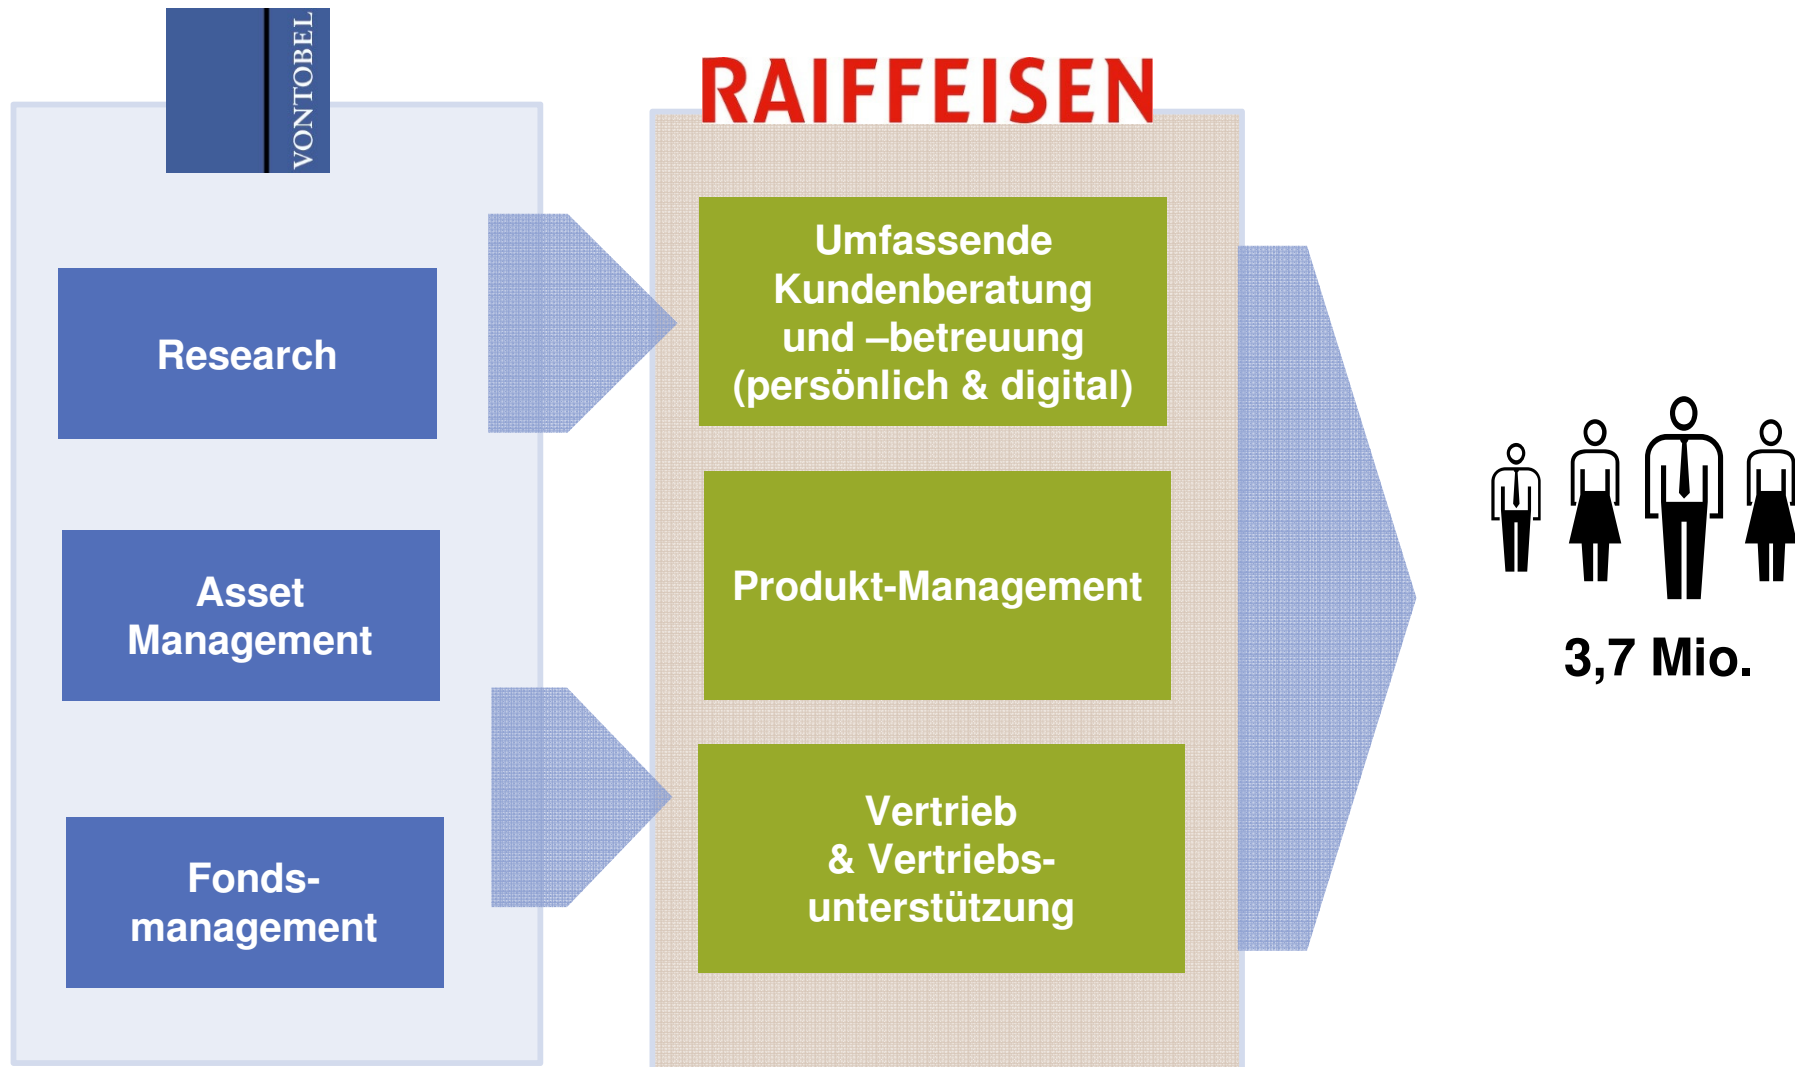 VONTOBEL
Research
Asset
Management
Fonds-
management
RAIFFEISEN
Umfassende
Kundenberatung
und –betreuung
(persönlich & digital)
Produkt-Management
Vertrieb
& Vertriebs-
unterstützung
3,7 Mio.